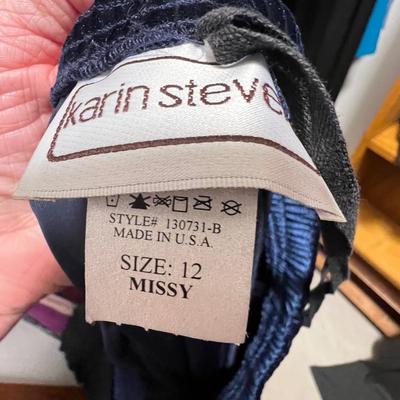 karin steve
STYLE# 130731-B
MADE IN U.S.A.
SIZE: 12
MISSY